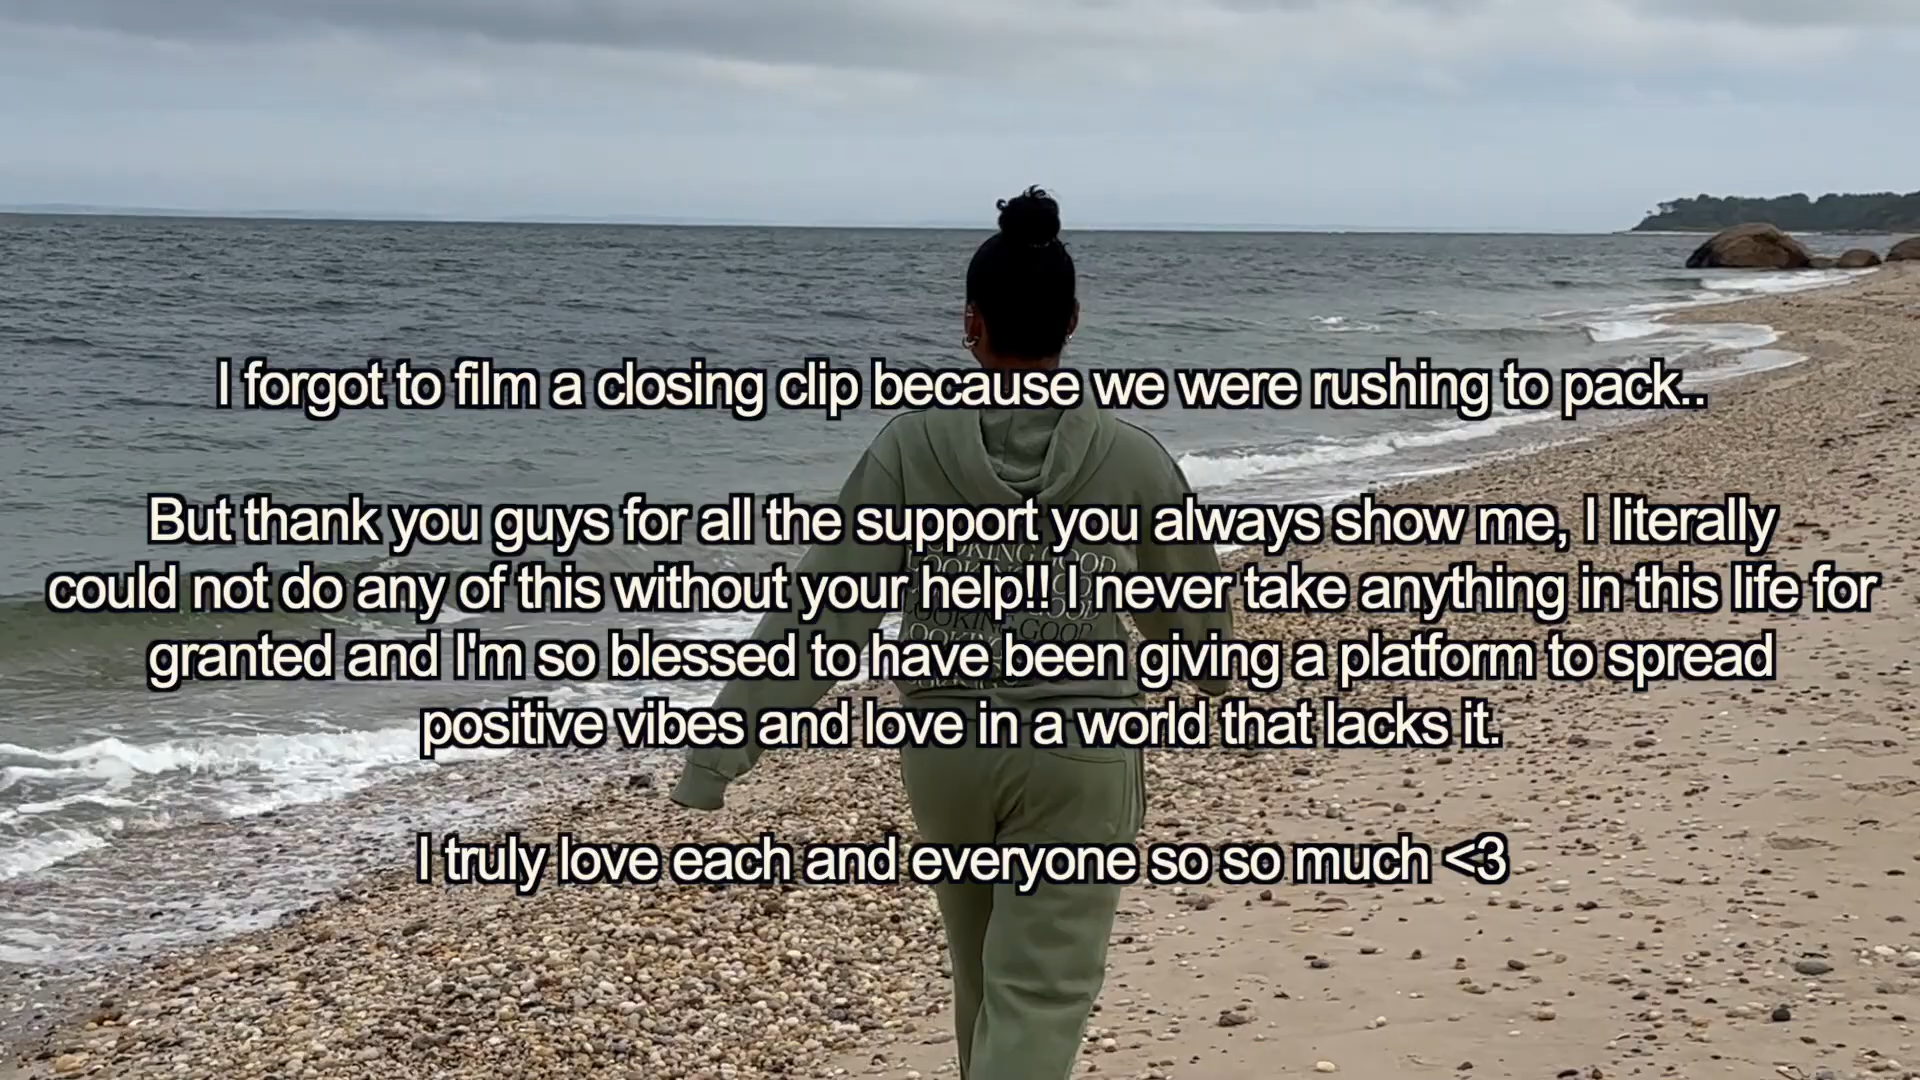 I forgot to film a closing clip because we were rushing to pack..
But thank you guys for all the support you always show me, I literally
could not do any of this without your help!! I never take anything in this life for
granted and I'm so blessed to have been giving a platform to spread
positive vibes and love in a world that lacks it.
I truly love each and everyone so so much <3
LOOKING GOOD